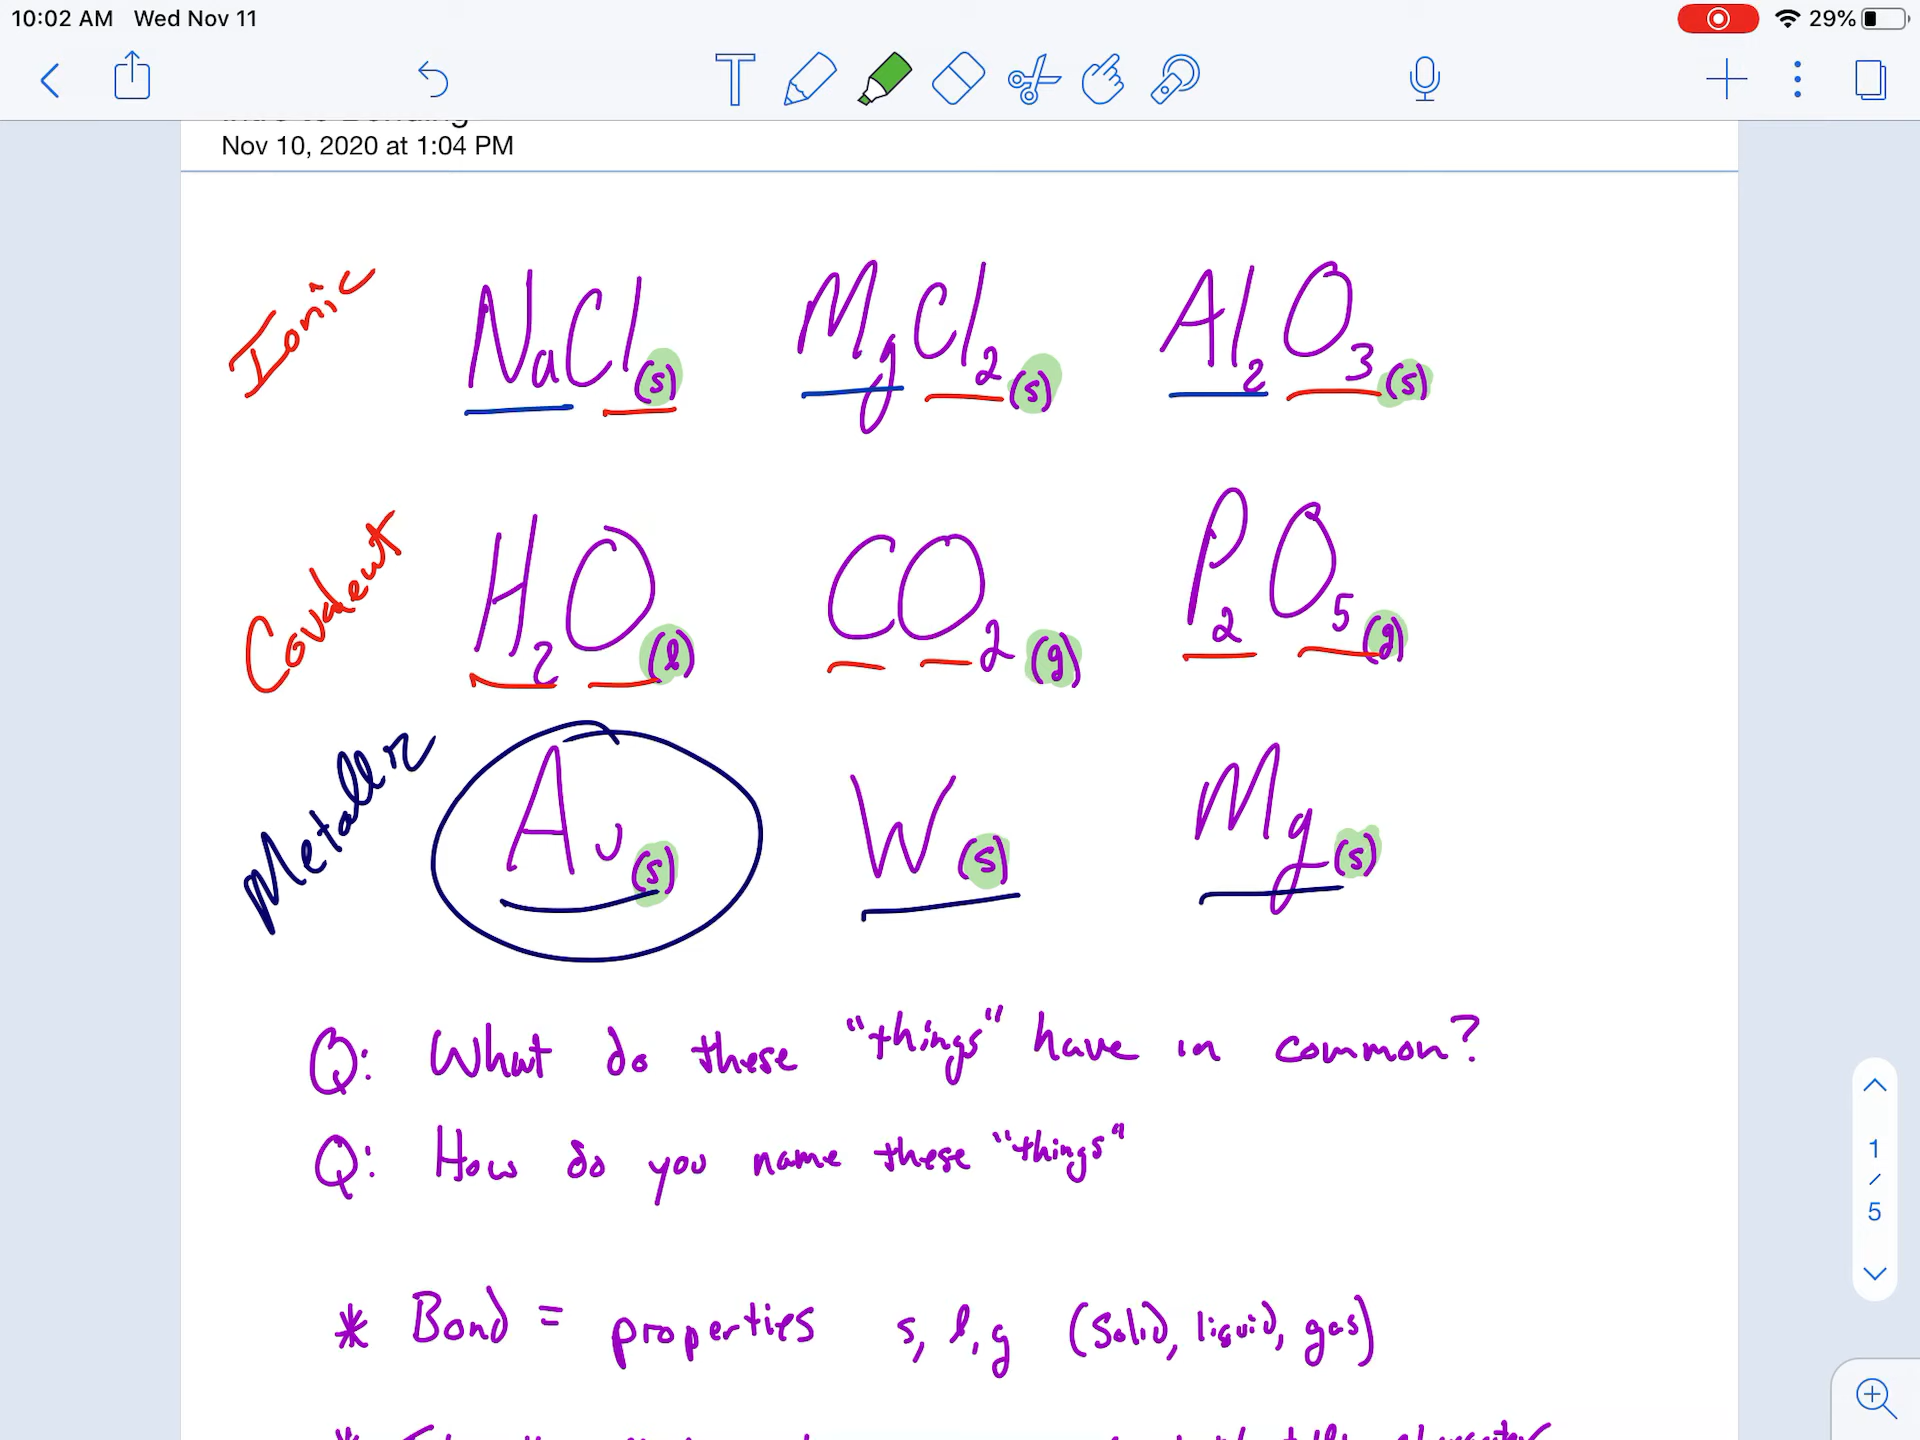 10:02 AM Wed Nov 11 29%
Nov 10, 2020 at 1:04 PM
Ionic NaCl(s) MgCl2(s) Al2O3(s)
Covalent H2O(l) CO2(g) P2O5(g)
Metallic Au(s) W(s) Mg(s)
Q: What do these "things" have in common?
Q: How do you name these "things"
1
/
5
* Bond = properties s, l, g (Solid, liquid, gas)